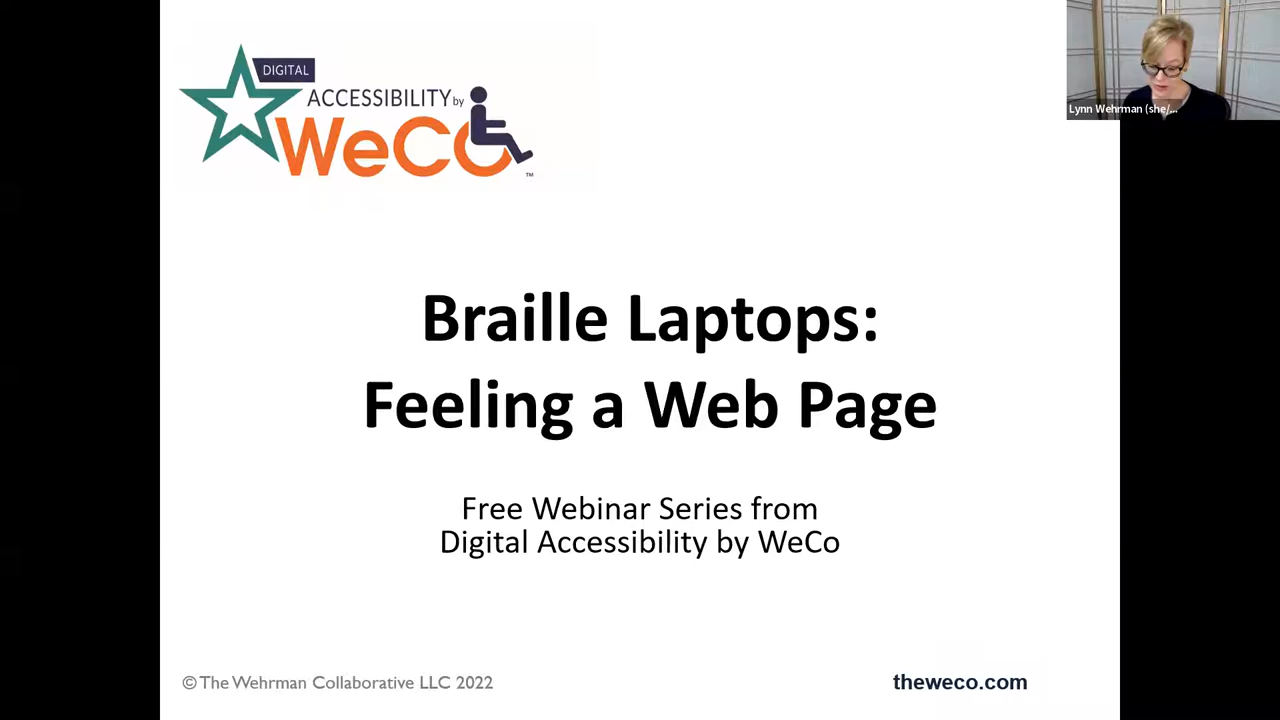 DIGITAL
ACCESSIBILITY by
WeCo
™
Lynn Wehrman (she/...
Braille Laptops:
Feeling a Web Page
Free Webinar Series from
Digital Accessibility by WeCo
© The Wehrman Collaborative LLC 2022
theweco.com